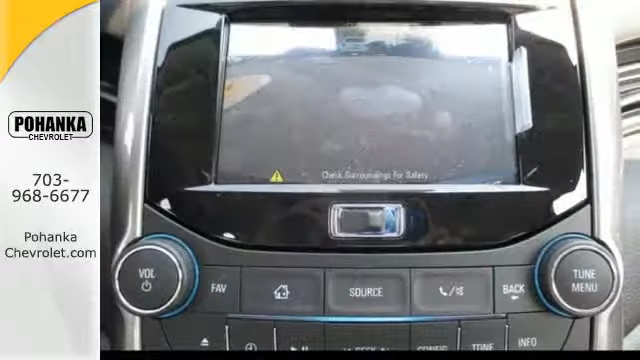 POHANKA
CHEVROLET
703-
968-6677
Pohanka
Chevrolet.com
Check Surroundings For Safety
VOL
FAV
SOURCE
BACK
TUNE
MENU
SEEK
CONFIG
TONE
INFO